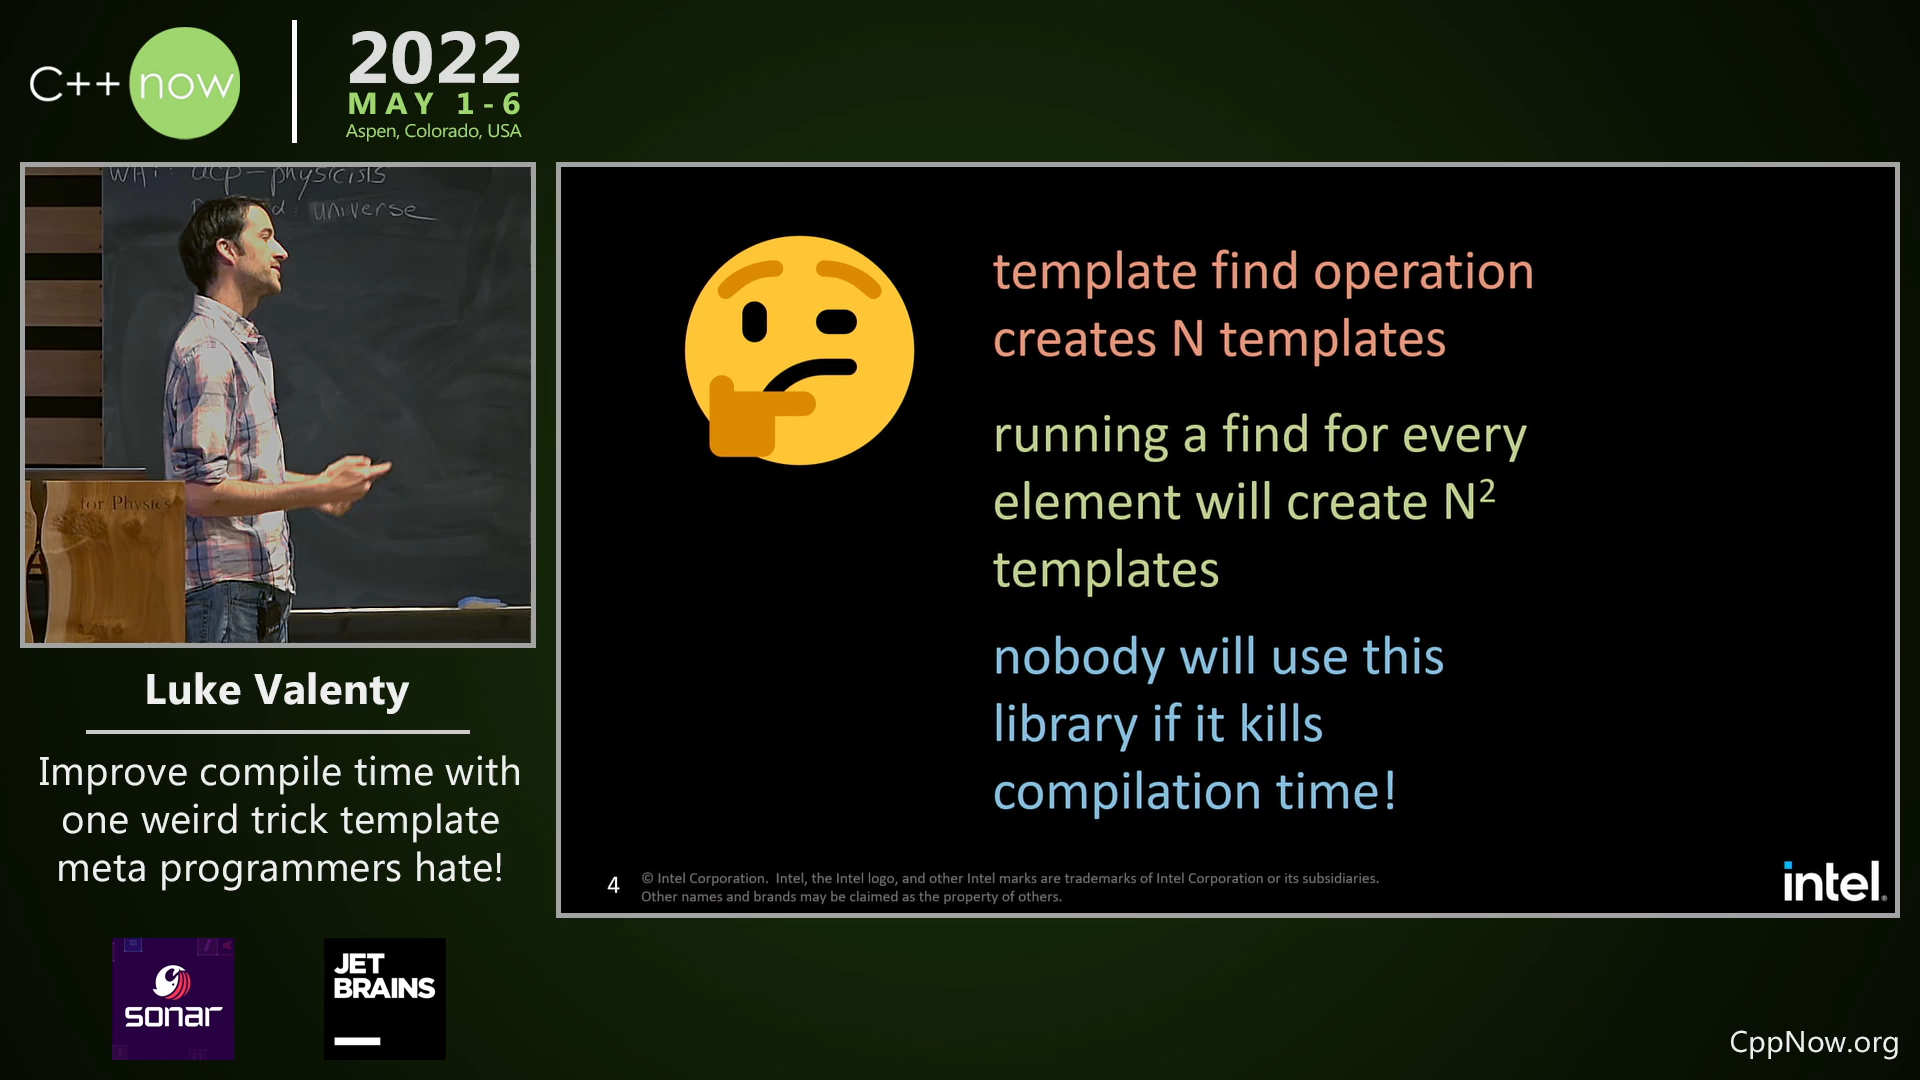 C++ now
2022
MAY 1-6
Aspen, Colorado, USA
physicists
universe
for Physics
Luke Valenty
Improve compile time with
one weird trick template
meta programmers hate!
sonar
JET
BRAINS
template find operation
creates N templates
running a find for every
element will create N²
templates
nobody will use this
library if it kills
compilation time!
4
© Intel Corporation. Intel, the Intel logo, and other Intel marks are trademarks of Intel Corporation or its subsidiaries.
Other names and brands may be claimed as the property of others.
intel
CppNow.org